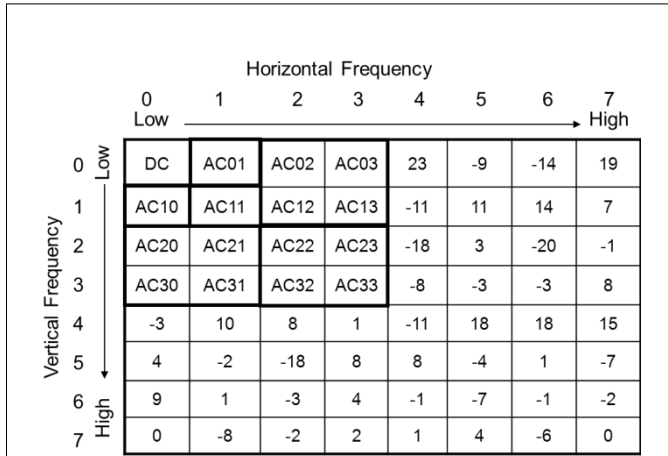 Horizontal Frequency
0 1 2 3 4 5 6 7
Low High
Vertical Frequency
Low
High
0 DC AC01 AC02 AC03 23 -9 -14 19
1 AC10 AC11 AC12 AC13 -11 11 14 7
2 AC20 AC21 AC22 AC23 -18 3 -20 -1
3 AC30 AC31 AC32 AC33 -8 -3 -3 8
4 -3 10 8 1 -11 18 18 15
5 4 -2 -18 8 8 -4 1 -7
6 9 1 -3 4 -1 -7 -1 -2
7 0 -8 -2 2 1 4 -6 0